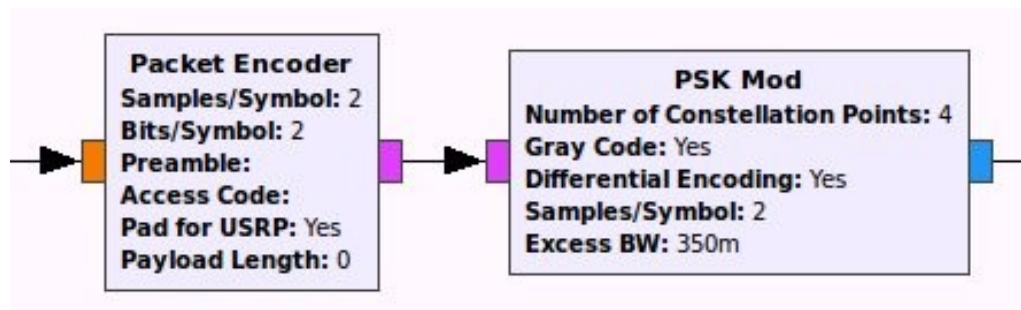 Packet Encoder
Samples/Symbol: 2
Bits/Symbol: 2
Preamble:
Access Code:
Pad for USRP: Yes
Payload Length: 0
PSK Mod
Number of Constellation Points: 4
Gray Code: Yes
Differential Encoding: Yes
Samples/Symbol: 2
Excess BW: 350m